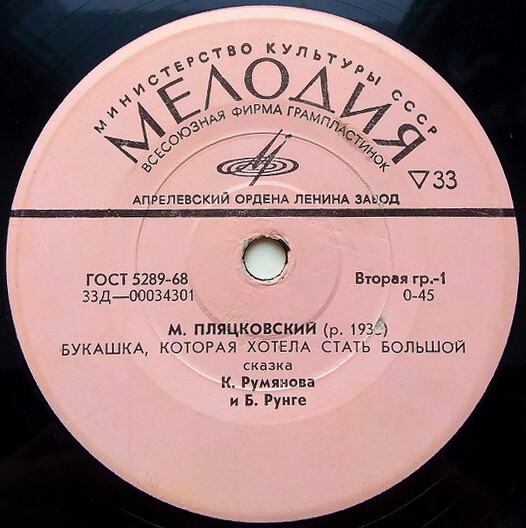 МИНИСТЕРСТВО КУЛЬТУРЫ СССР
МЕЛОДИЯ
ВСЕСОЮЗНАЯ ФИРМА ГРАМПЛАСТИНОК
▽33
АПРЕЛЕВСКИЙ ОРДЕНА ЛЕНИНА ЗАВОД
ГОСТ 5289-68 Вторая гр.-1
33Д—00034301 0-45
М. ПЛЯЦКОВСКИЙ (р. 193)
БУКАШКА, КОТОРАЯ ХОТЕЛА СТАТЬ БОЛЬШОЙ
сказка
К. Румянова
и Б. Рунге